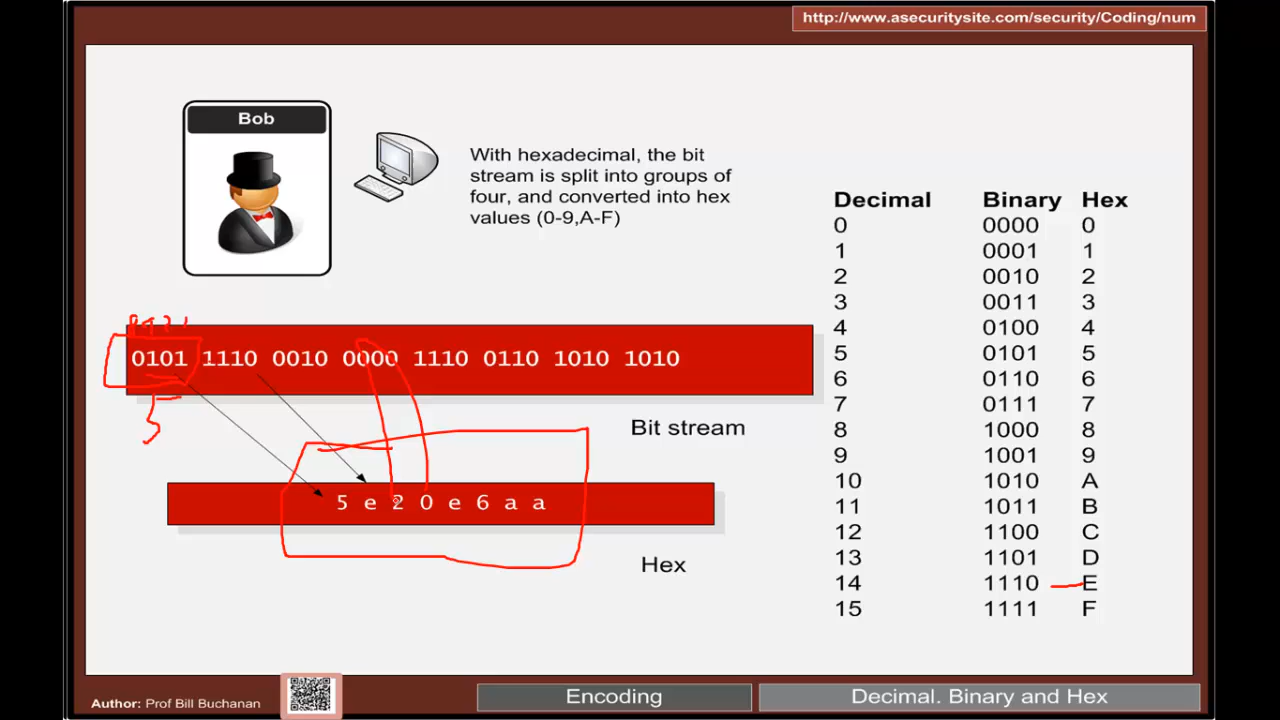 http://www.asecuritysite.com/security/Coding/num
Bob
With hexadecimal, the bit
stream is split into groups of
four, and converted into hex
values (0-9,A-F)
Decimal Binary Hex
0 0000 0
1 0001 1
2 0010 2
3 0011 3
4 0100 4
5 0101 5
6 0110 6
7 0111 7
8 1000 8
9 1001 9
10 1010 A
11 1011 B
12 1100 C
13 1101 D
14 1110 E
15 1111 F
8421
0101 1110 0010 0000 1110 0110 1010 1010
5
Bit stream
5 e 2 0 e 6 a a
Hex
Author: Prof Bill Buchanan
Encoding
Decimal. Binary and Hex